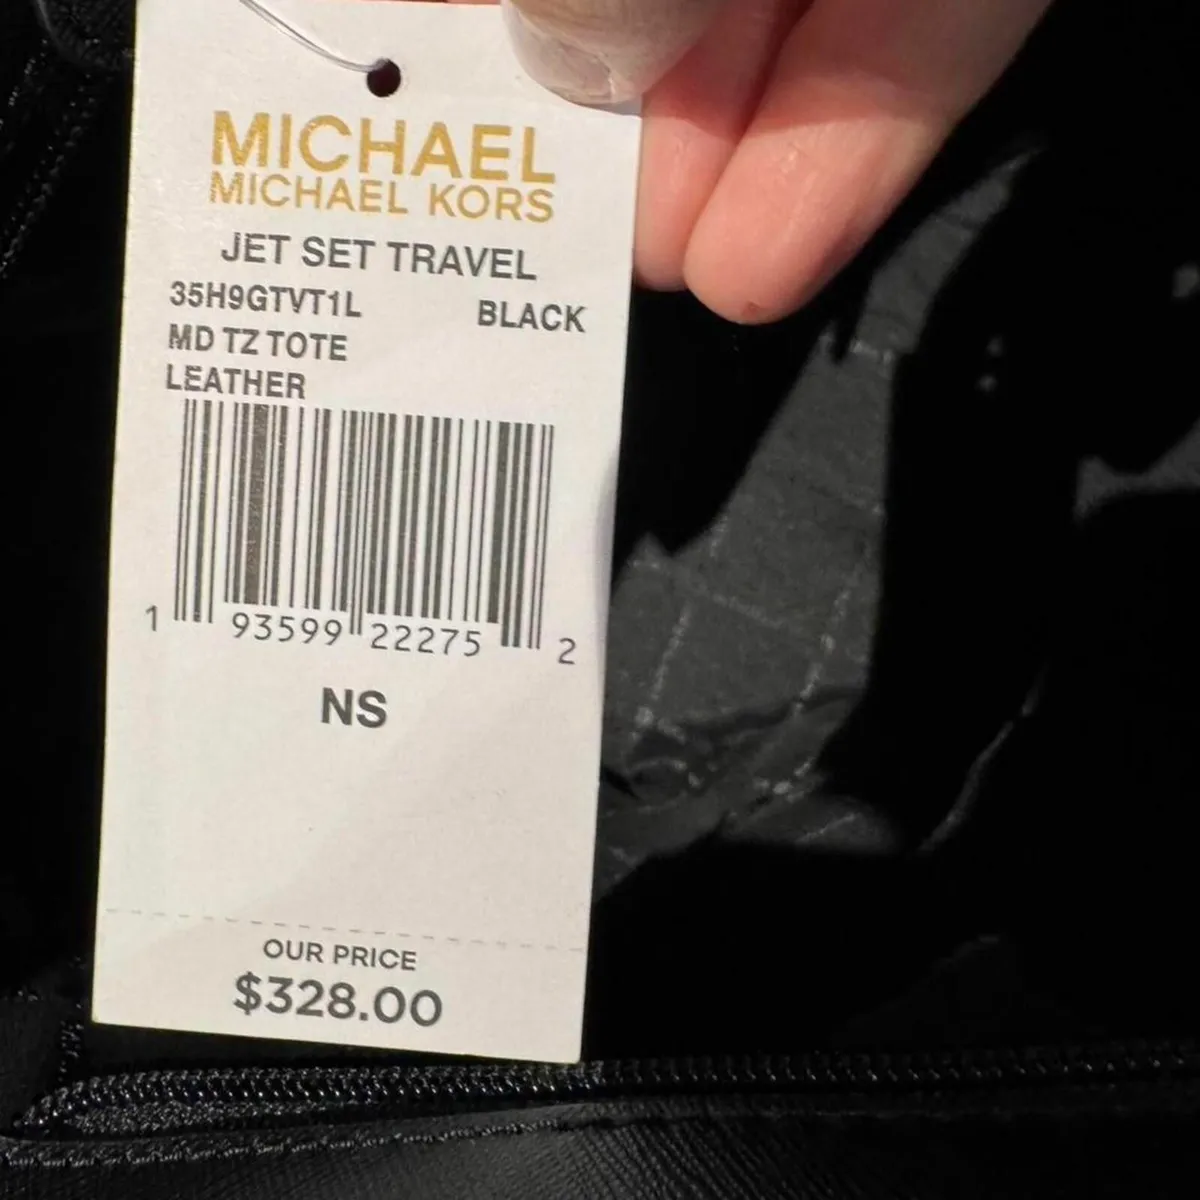 MICHAEL
MICHAEL KORS
JET SET TRAVEL
35H9GTVT1L BLACK
MD TZ TOTE
LEATHER
1 93599 22275 2
NS
OUR PRICE
$328.00